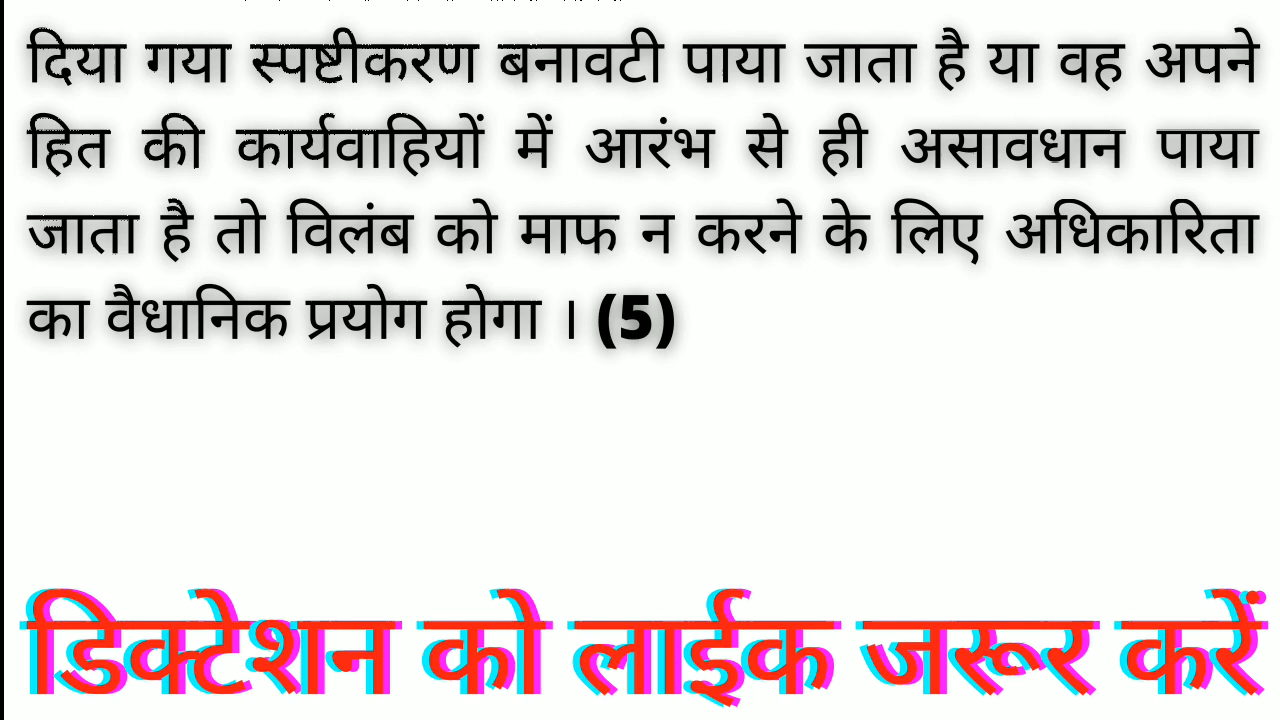 दिया गया स्पष्टीकरण बनावटी पाया जाता है या वह अपने
हित की कार्यवाहियों में आरंभ से ही असावधान पाया
जाता है तो विलंब को माफ न करने के लिए अधिकारिता
का वैधानिक प्रयोग होगा । (5)
डिक्टेशन को लाईक जरूर करें